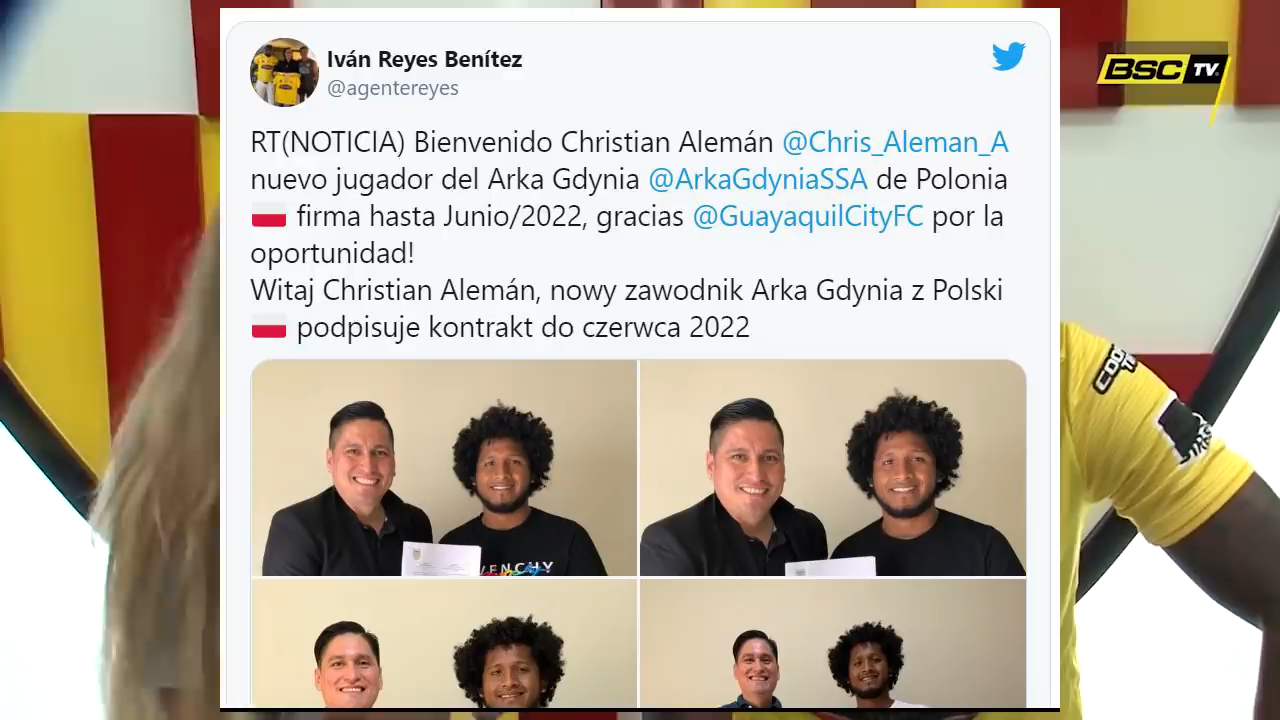 Iván Reyes Benítez
@agentereyes
BSC TV
RT(NOTICIA) Bienvenido Christian Alemán @Chris_Aleman_A
nuevo jugador del Arka Gdynia @ArkaGdyniaSSA de Polonia
🇵🇱 firma hasta Junio/2022, gracias @GuayaquilCityFC por la
oportunidad!
Witaj Christian Alemán, nowy zawodnik Arka Gdynia z Polski
🇵🇱 podpisuje kontrakt do czerwca 2022
VENCHY